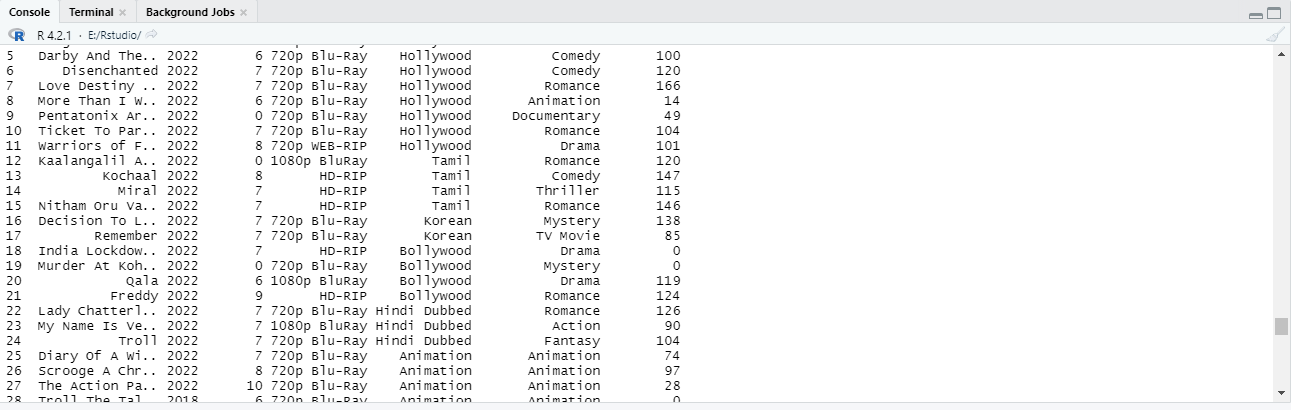 Console Terminal Background Jobs
R R 4.2.1 · E:/Rstudio/
5 Darby And The.. 2022 6 720p Blu-Ray Hollywood Comedy 100
6 Disenchanted 2022 7 720p Blu-Ray Hollywood Comedy 120
7 Love Destiny .. 2022 7 720p Blu-Ray Hollywood Romance 166
8 More Than I W.. 2022 6 720p Blu-Ray Hollywood Animation 14
9 Pentatonix Ar.. 2022 0 720p Blu-Ray Hollywood Documentary 49
10 Ticket To Par.. 2022 7 720p Blu-Ray Hollywood Romance 104
11 Warriors of F.. 2022 8 720p WEB-RIP Hollywood Drama 101
12 Kaalangalil A.. 2022 0 1080p BluRay Tamil Romance 120
13 Kochaal 2022 8 HD-RIP Tamil Comedy 147
14 Miral 2022 7 HD-RIP Tamil Thriller 115
15 Nitham Oru Va.. 2022 7 HD-RIP Tamil Romance 146
16 Decision To L.. 2022 7 720p Blu-Ray Korean Mystery 138
17 Remember 2022 7 720p Blu-Ray Korean TV Movie 85
18 India Lockdow.. 2022 7 HD-RIP Bollywood Drama 0
19 Murder At Koh.. 2022 0 720p Blu-Ray Bollywood Mystery 0
20 Qala 2022 6 1080p BluRay Bollywood Drama 119
21 Freddy 2022 9 HD-RIP Bollywood Romance 124
22 Lady Chatterl.. 2022 7 720p Blu-Ray Hindi Dubbed Romance 126
23 My Name Is Ve.. 2022 7 1080p BluRay Hindi Dubbed Action 90
24 Troll 2022 7 720p Blu-Ray Hindi Dubbed Fantasy 104
25 Diary Of A Wi.. 2022 7 720p Blu-Ray Animation Animation 74
26 Scrooge A Chr.. 2022 8 720p Blu-Ray Animation Animation 97
27 The Action Pa.. 2022 10 720p Blu-Ray Animation Animation 28
28 Troll The Tal.. 2018 6 720p Blu-Ray Animation Animation 0